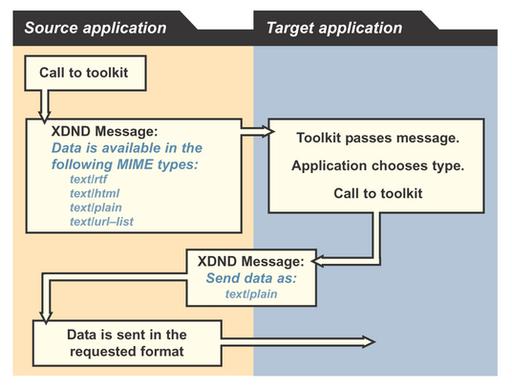 Source application
Target application
Call to toolkit
XDND Message:
Data is available in the
following MIME types:
text/rtf
text/html
text/plain
text/url–list
Toolkit passes message.
Application chooses type.
Call to toolkit
XDND Message:
Send data as:
text/plain
Data is sent in the
requested format